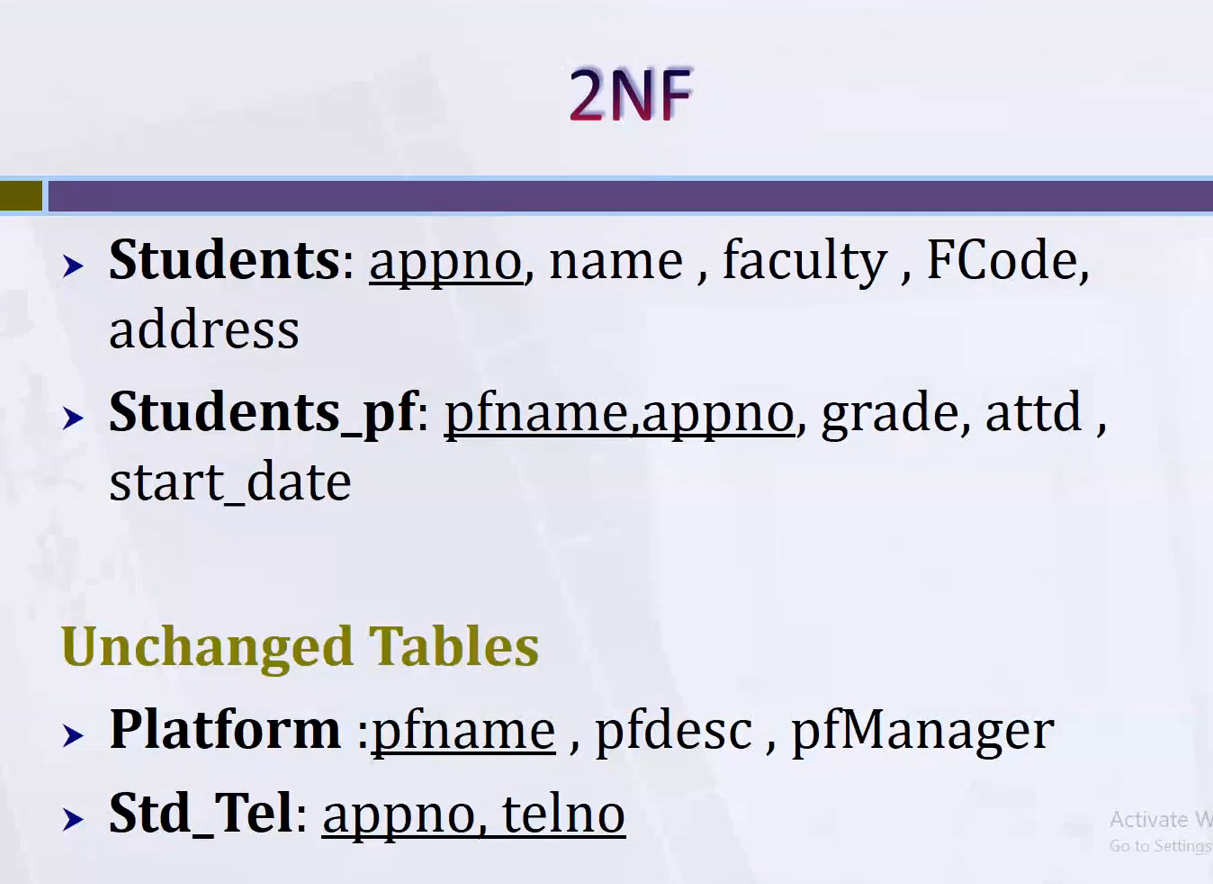 2NF
➤ Students: appno, name , faculty , FCode,
address
➤ Students_pf: pfname,appno, grade, attd ,
start_date
Unchanged Tables
➤ Platform :pfname , pfdesc , pfManager
➤ Std_Tel: appno, telno
Activate W
Go to Settings